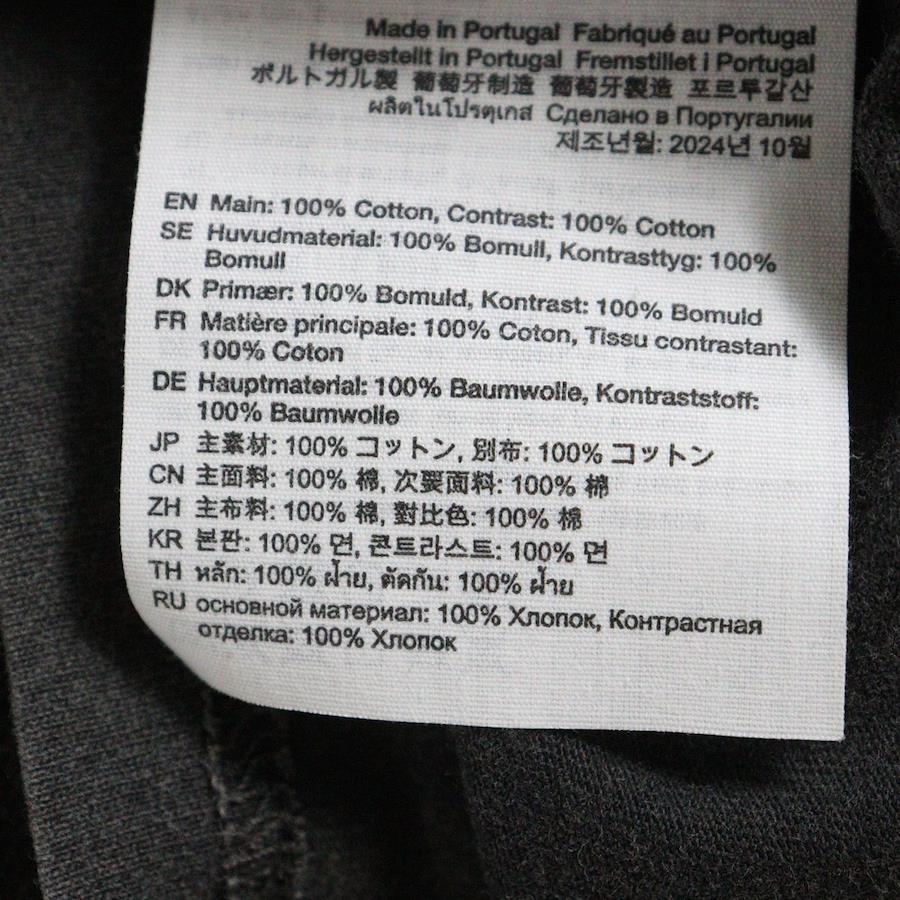 Made in Portugal Fabriqué au Portugal
Hergestellt in Portugal Fremstillet i Portugal
ポルトガル製 葡萄牙制造 葡萄牙製造 포르투갈산
ผลิตในโปรตุเกส Сделано в Португалии
제조년월: 2024년 10월
EN Main: 100% Cotton, Contrast: 100% Cotton
SE Huvudmaterial: 100% Bomull, Kontrasttyg: 100%
Bomull
DK Primær: 100% Bomuld, Kontrast: 100% Bomuld
FR Matière principale: 100% Coton, Tissu contrastant:
100% Coton
DE Hauptmaterial: 100% Baumwolle, Kontraststoff:
100% Baumwolle
JP 主素材: 100% コットン, 別布: 100% コットン
CN 主面料: 100% 棉, 次要面料: 100% 棉
ZH 主布料: 100% 棉, 對比色: 100% 棉
KR 본판: 100% 면, 콘트라스트: 100% 면
TH หลัก: 100% ฝ้าย, ตัดกัน: 100% ฝ้าย
RU основной материал: 100% Хлопок, Контрастная
отделка: 100% Хлопок